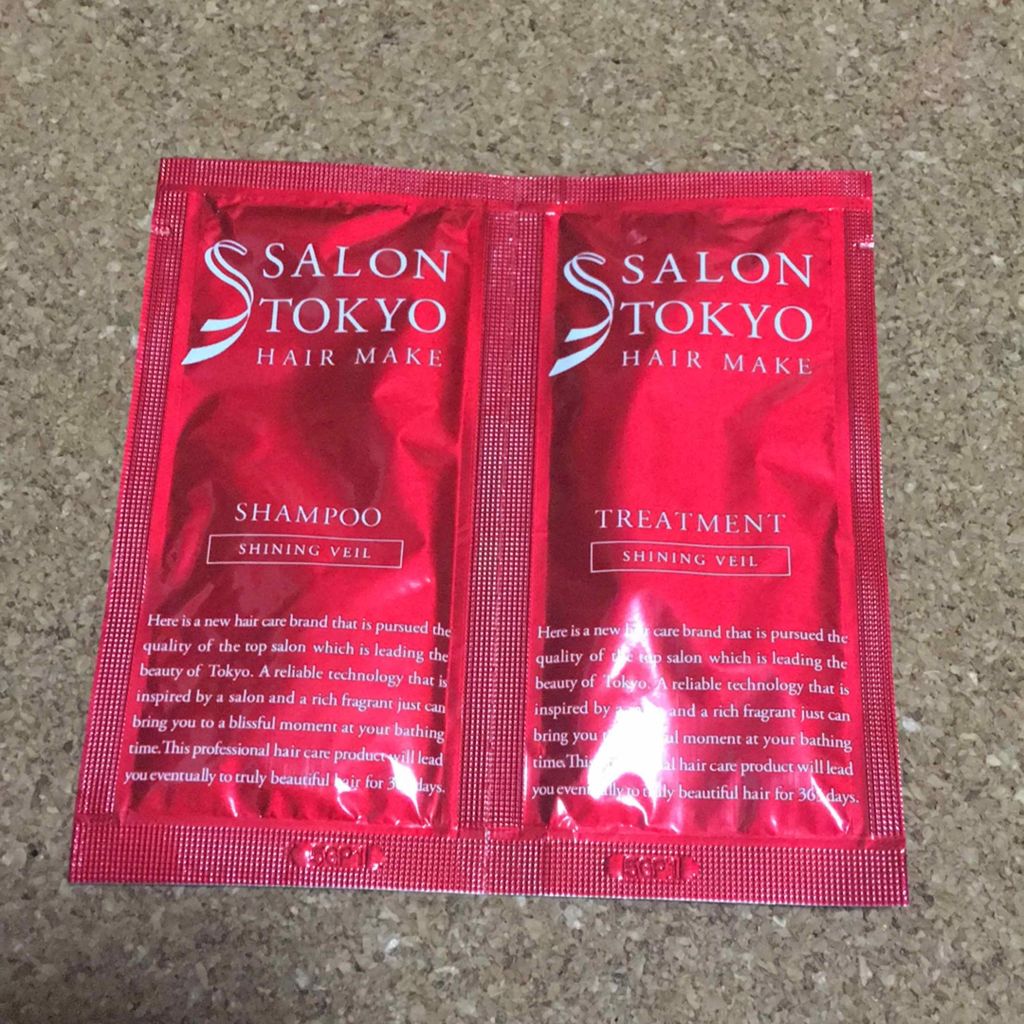 SALON
TOKYO
HAIR MAKE
SHAMPOO
SHINING VEIL
Here is a new hair care brand that is pursued the
quality of the top salon which is leading the
beauty of Tokyo. A reliable technology that is
inspired by a salon and a rich fragrant just can
bring you to a blissful moment at your bathing
time. This professional hair care product will lead
you eventually to truly beautiful hair for days.
SALON
TOKYO
HAIR MAKE
TREATMENT
SHINING VEIL
Here is a new hair care brand that is pursued the
quality of the top salon which is leading the
beauty of Tokyo. A reliable technology that is
inspired by a and a rich fragrant just can
bring you moment at your bathing
time. This hair care product will lead
you eventually to truly beautiful hair for 365 days.